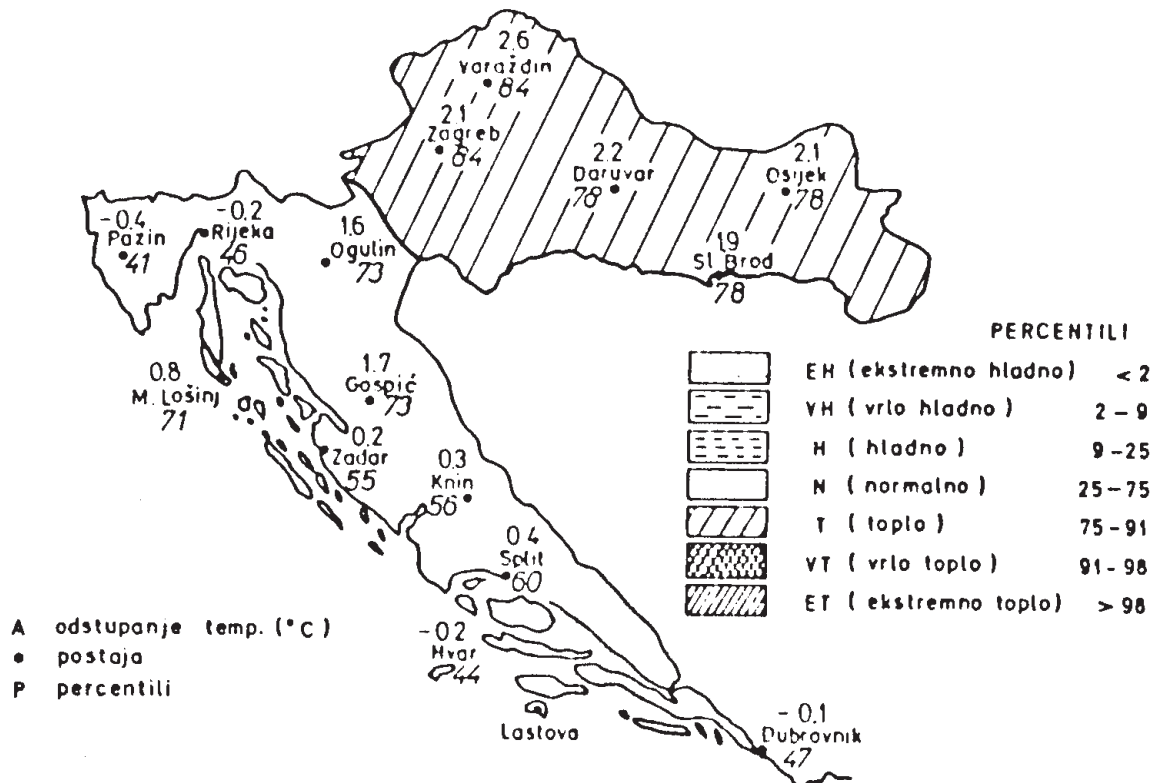 2.6
Varaždin
84
2.1
Zagreb
84
2.2
Daruvar
78
2.1
Osijek
78
1.9
Sl. Brod
78
-0.4
Pazin
41
-0.2
Rijeka
46
1.6
Ogulin
73
0.8
M. Lošinj
71
1.7
Gospić
73
0.2
Zadar
55
0.3
Knin
56
0.4
Split
60
-0.2
Hvar
44
Lastova
-0.1
Dubrovnik
47
PERCENTILI
EH (ekstremno hladno) < 2
VH (vrlo hladno) 2-9
H (hladno) 9-25
N (normalno) 25-75
T (toplo) 75-91
VT (vrlo toplo) 91-98
ET (ekstremno toplo) > 98
A odstupanje temp. (°C)
• postaja
P percentili